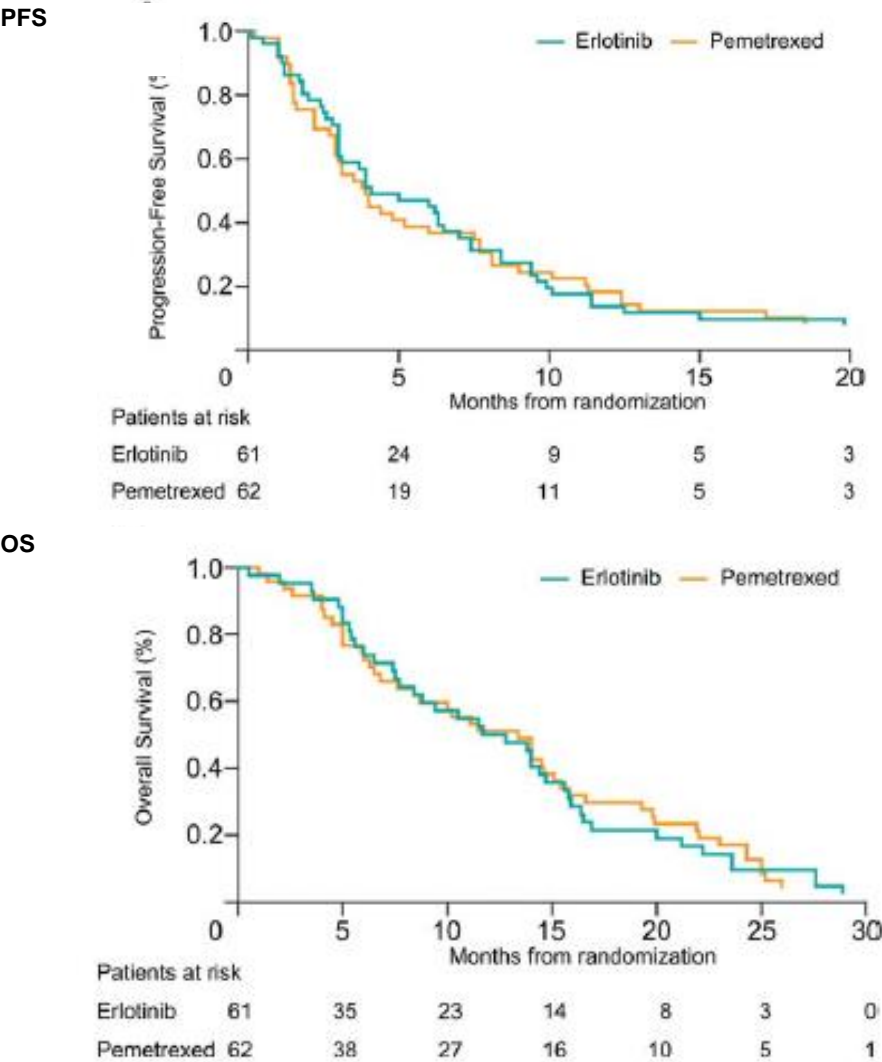 PFS
Erlotinib Pemetrexed
1.0
0.8
0.6
0.4
0.2
Progression-Free Survival (
0 5 10 15 20
Months from randomization
Patients at risk
Erlotinib 61 24 9 5 3
Pemetrexed 62 19 11 5 3
OS
Erlotinib Pemetrexed
1.0
0.8
0.6
0.4
0.2
Overall Survival (%)
0 5 10 15 20 25 30
Months from randomization
Patients at risk
Erlotinib 61 35 23 14 8 3 0
Pemetrexed 62 38 27 16 10 5 1